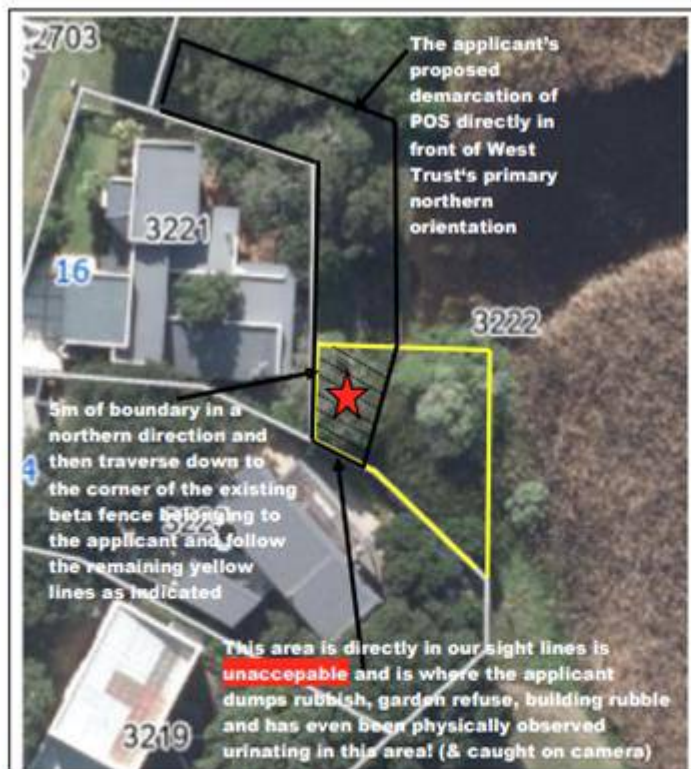 2703
The applicant's
proposed
demarcation of
POS directly in
front of West
Trust's primary
northern
orientation
3221
16
3222
5m of boundary in a
northern direction and
then traverse down to
the corner of the existing
beta fence belonging to
the applicant and follow
the remaining yellow
lines as indicated
4
This area is directly in our sight lines is
unaccepable and is where the applicant
dumps rubbish, garden refuse, building rubble
and has even been physically observed
urinating in this area! (& caught on camera)
3219